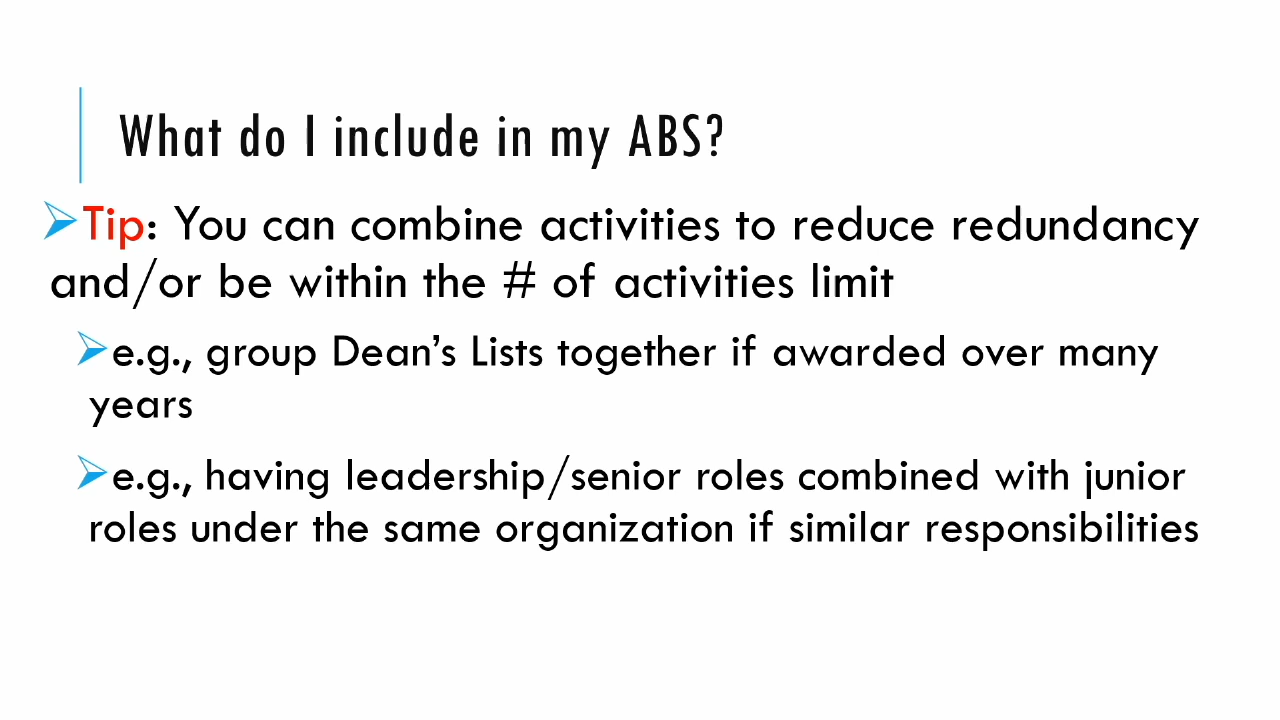 What do I include in my ABS?
➢Tip: You can combine activities to reduce redundancy
and/or be within the # of activities limit
➢e.g., group Dean’s Lists together if awarded over many
years
➢e.g., having leadership/senior roles combined with junior
roles under the same organization if similar responsibilities